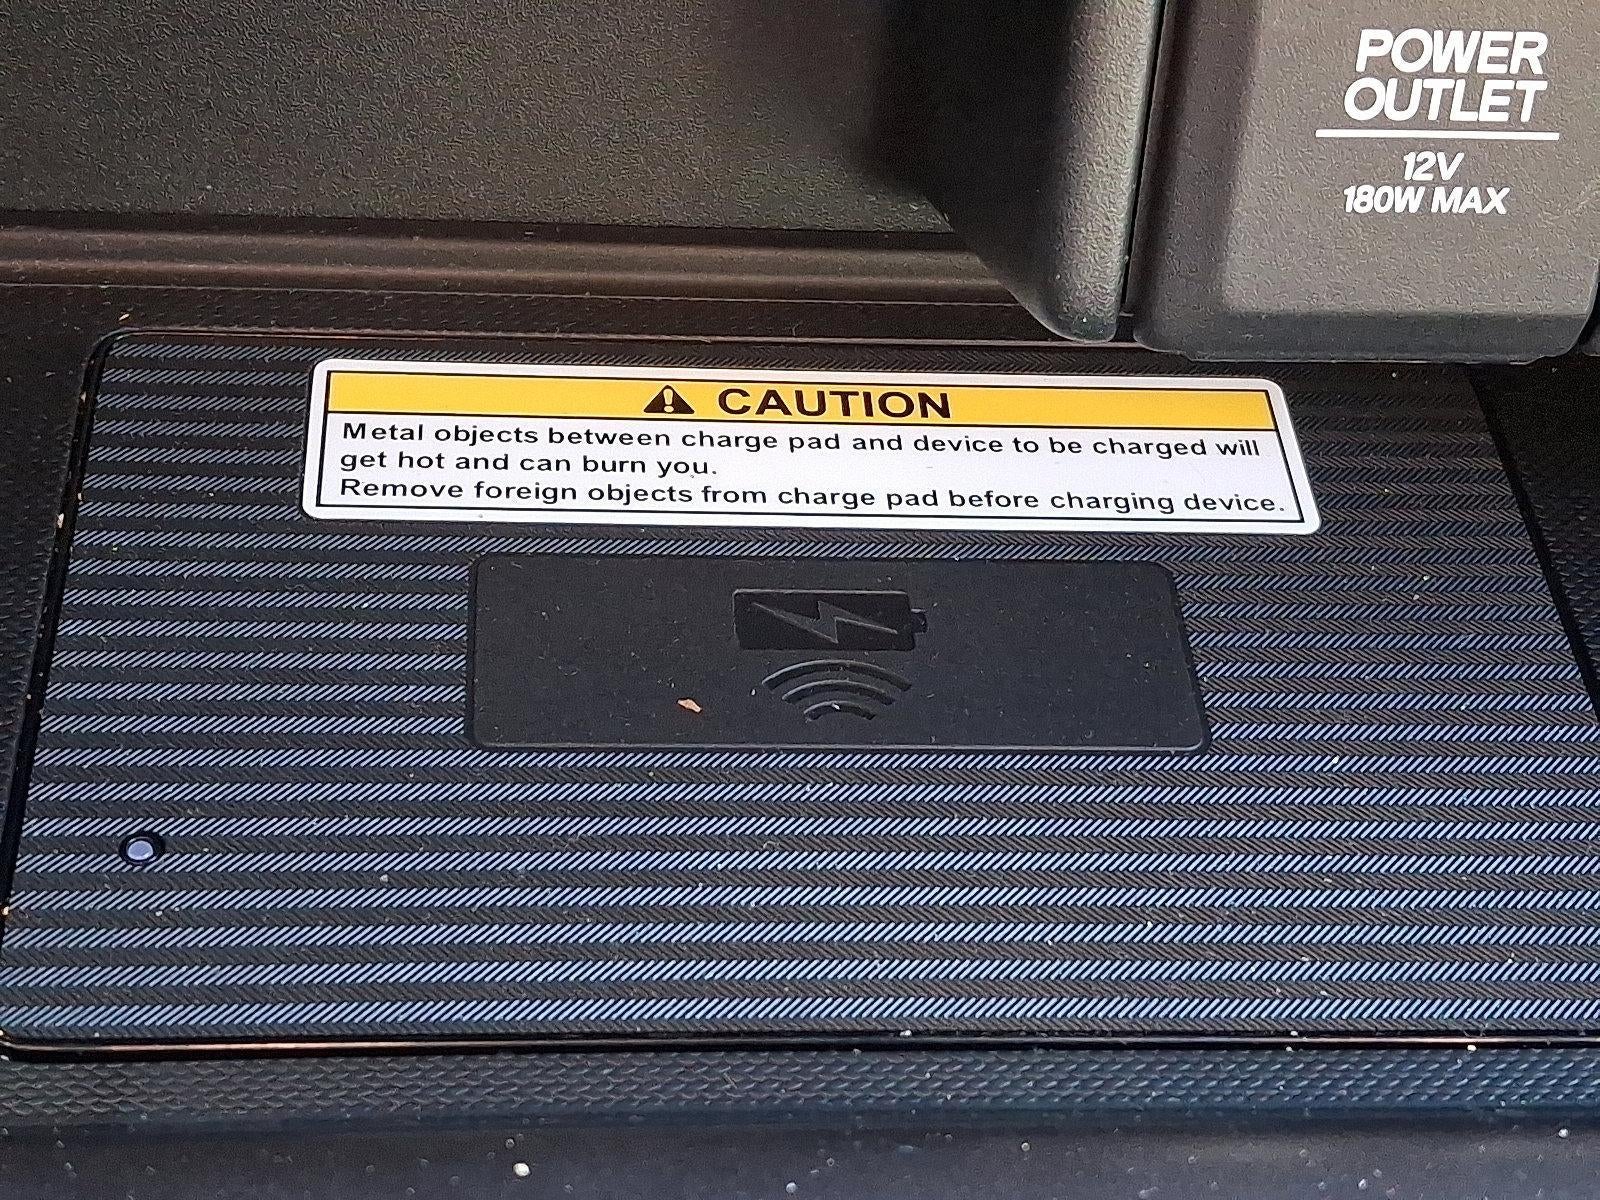 POWER
OUTLET
12V
180W MAX
CAUTION
Metal objects between charge pad and device to be charged will
get hot and can burn you.
Remove foreign objects from charge pad before charging device.